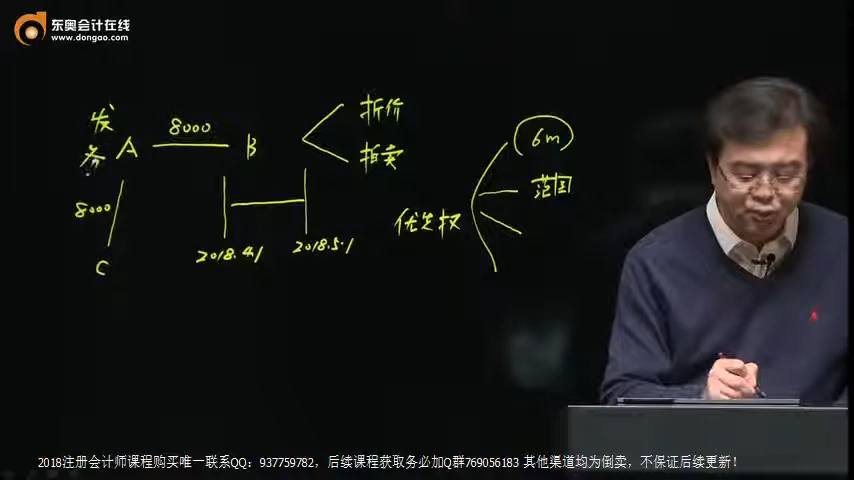 东奥会计在线
www.dongao.com
发
务 A 8000 B
折价
拍卖
8000
C
2018.4.1
2018.5.1
优先权
6m
范围
2018注册会计师课程购买唯一联系QQ：937759782，后续课程获取务必加Q群769056183 其他渠道均为倒卖，不保证后续更新！